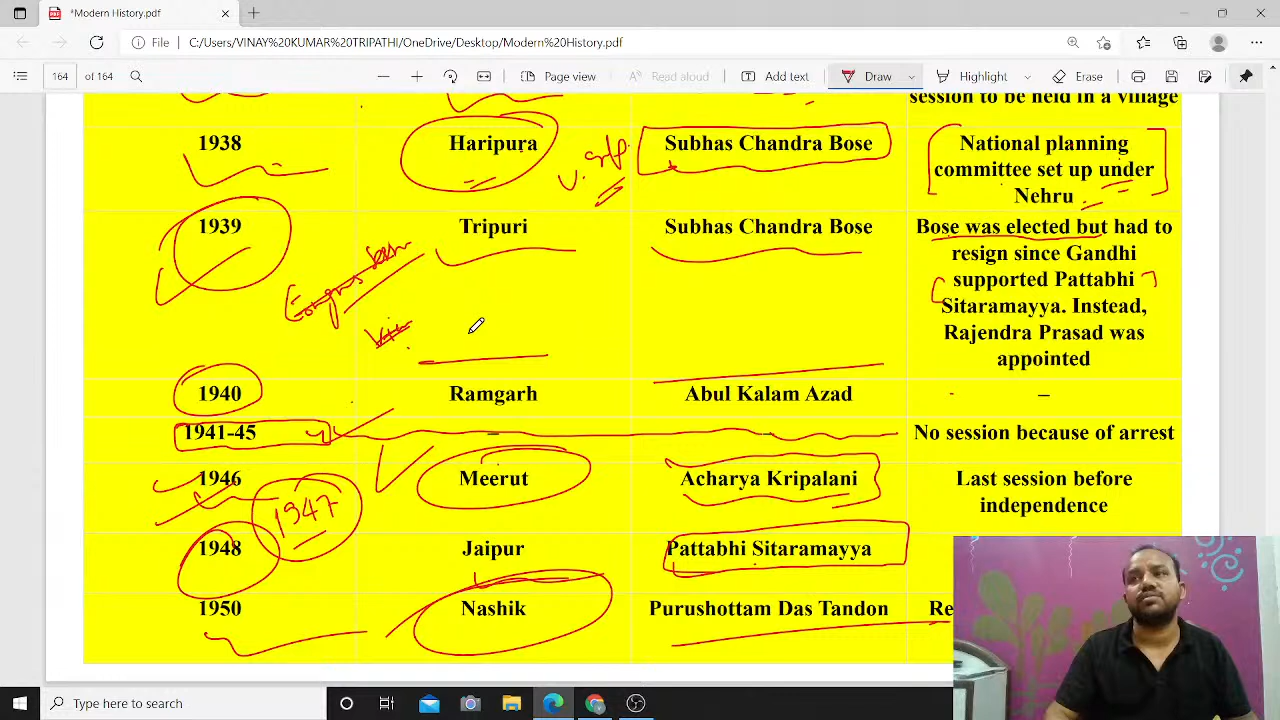 *Modern History.pdf
File
C:/Users/VINAY%20KUMAR%20TRIPATHI/OneDrive/Desktop/Modern%20History.pdf
164 of 164
Page view
Read aloud
Add text
Draw
Highlight
Erase
session to be held in a village
1938 Haripura Subhas Chandra Bose National planning
committee set up under
Nehru
1939 Tripuri Subhas Chandra Bose Bose was elected but had to
resign since Gandhi
supported Pattabhi
Sitaramayya. Instead,
Rajendra Prasad was
appointed
Congress
1940 Ramgarh Abul Kalam Azad –
1941-45 – – No session because of arrest
1946 Meerut Acharya Kripalani Last session before
independence
1947
1948 Jaipur Pattabhi Sitaramayya
1950 Nashik Purushottam Das Tandon Re
Type here to search